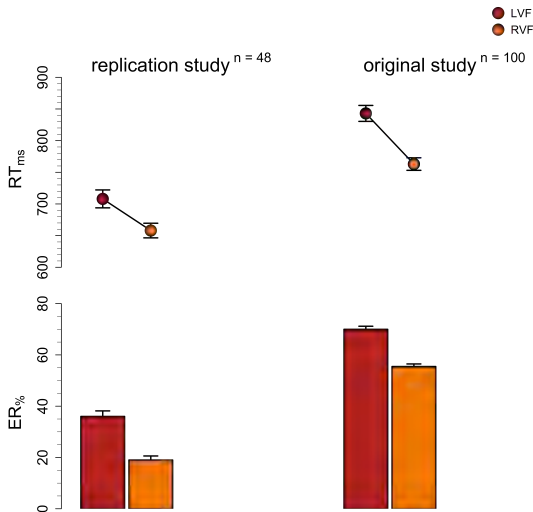 LVF
RVF
replication study n = 48
original study n = 100
RTms
900
800
700
600
ER%
80
60
40
20
0